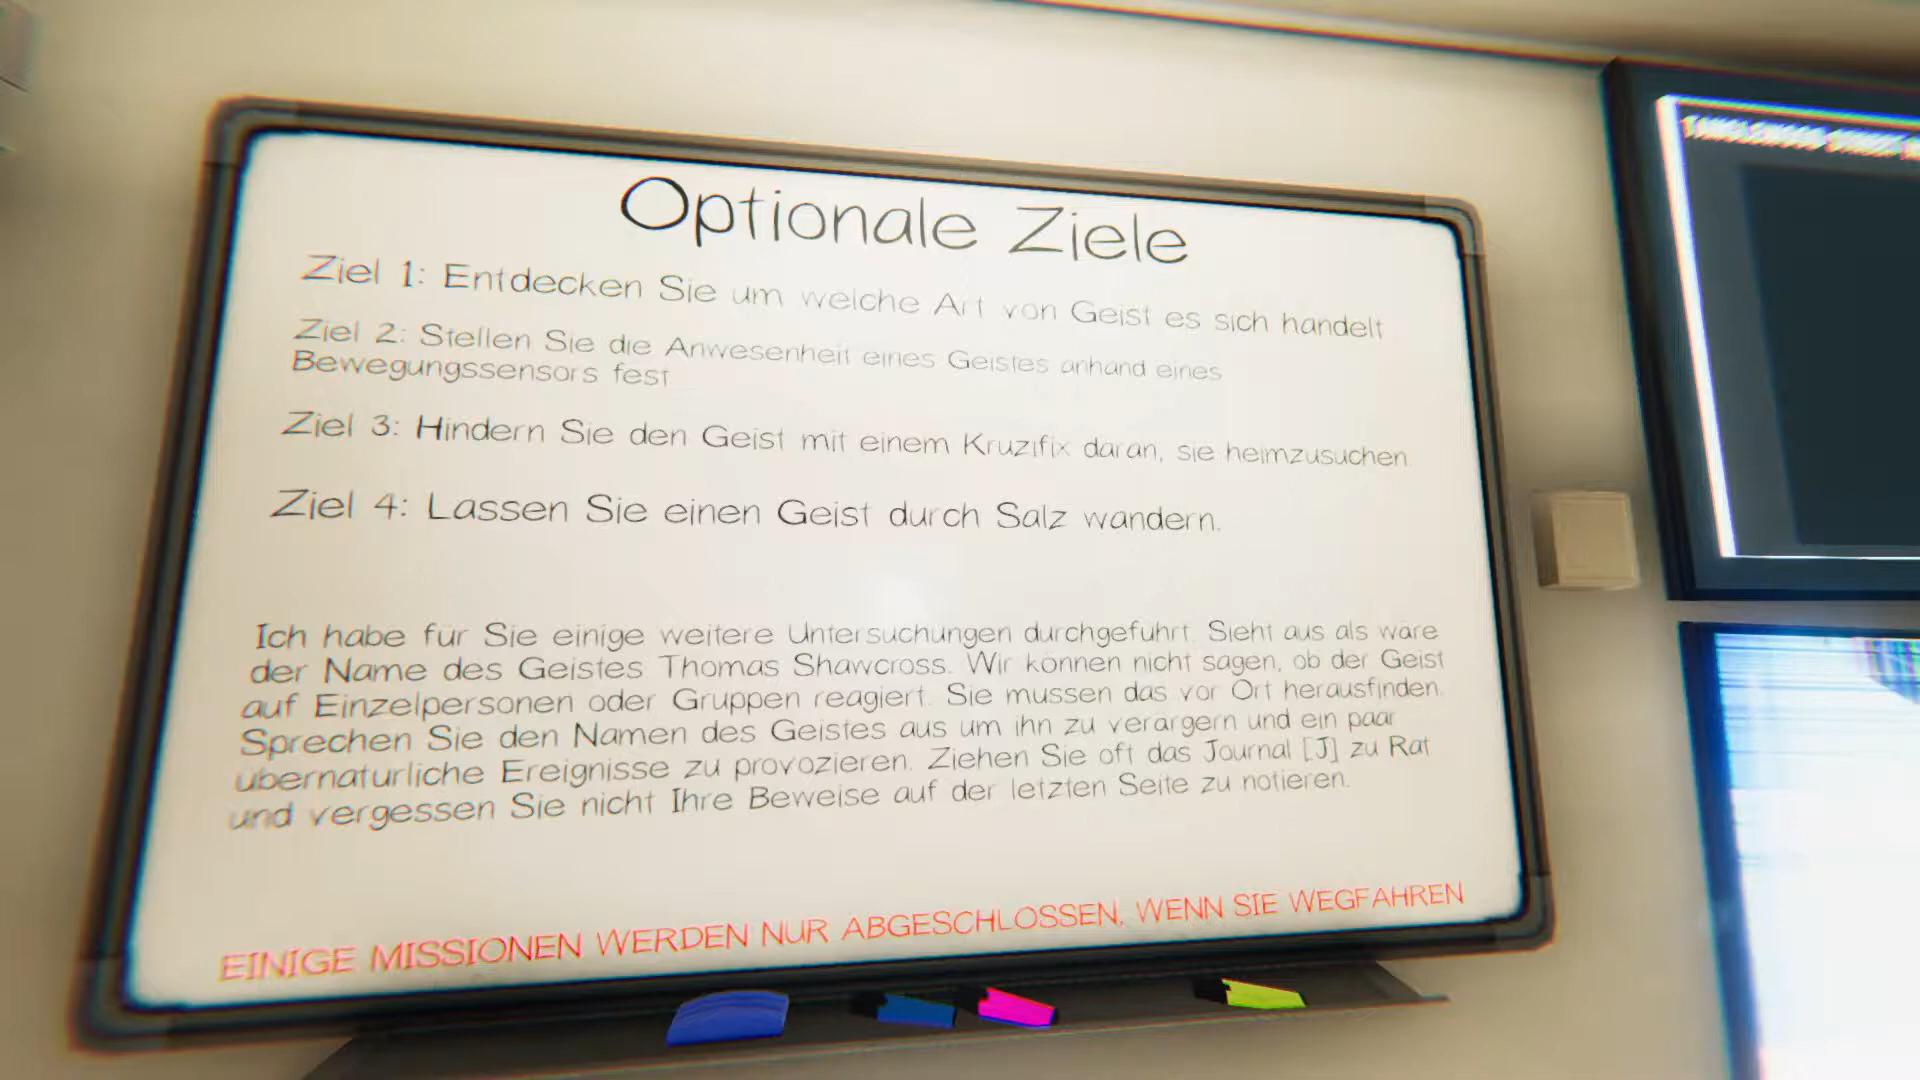 Optionale Ziele
Ziel 1: Entdecken Sie um welche Art von Geist es sich handelt
Ziel 2: Stellen Sie die Anwesenheit eines Geistes anhand eines
Bewegungssensors fest
Ziel 3: Hindern Sie den Geist mit einem Kruzifix daran, sie heimzusuchen.
Ziel 4: Lassen Sie einen Geist durch Salz wandern.
Ich habe für Sie einige weitere Untersuchungen durchgeführt. Sieht aus als wäre
der Name des Geistes Thomas Shawcross. Wir können nicht sagen, ob der Geist
auf Einzelpersonen oder Gruppen reagiert. Sie müssen das vor Ort herausfinden.
Sprechen Sie den Namen des Geistes aus um ihn zu verärgern und ein paar
übernatürliche Ereignisse zu provozieren. Ziehen Sie oft das Journal [J] zu Rat
und vergessen Sie nicht Ihre Beweise auf der letzten Seite zu notieren.
EINIGE MISSIONEN WERDEN NUR ABGESCHLOSSEN, WENN SIE WEGFAHREN
TANGLEWOOD STREET